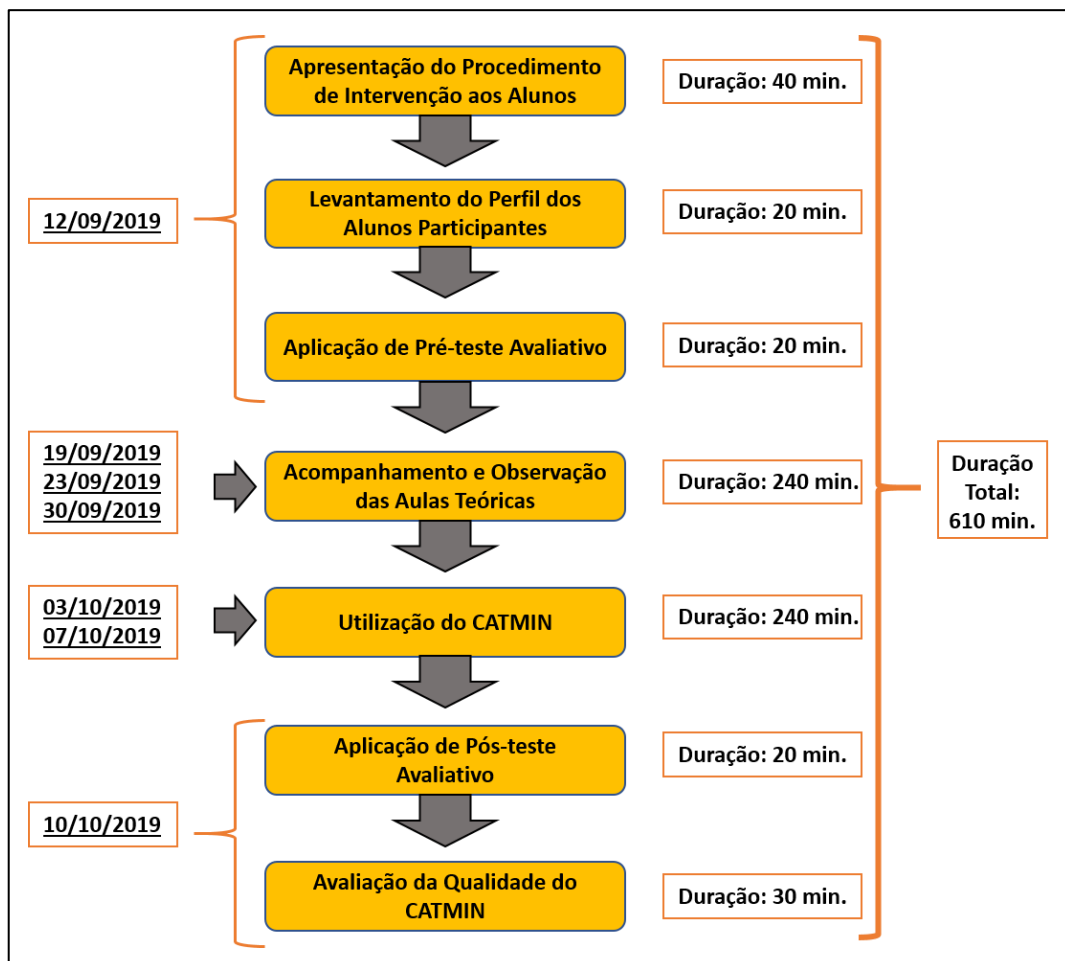 Apresentação do Procedimento
de Intervenção aos Alunos
Duração: 40 min.
12/09/2019
Levantamento do Perfil dos
Alunos Participantes
Duração: 20 min.
Aplicação de Pré-teste Avaliativo
Duração: 20 min.
19/09/2019
23/09/2019
30/09/2019
Acompanhamento e Observação
das Aulas Teóricas
Duração: 240 min.
Duração
Total:
610 min.
03/10/2019
07/10/2019
Utilização do CATMIN
Duração: 240 min.
Aplicação de Pós-teste
Avaliativo
Duração: 20 min.
10/10/2019
Avaliação da Qualidade do
CATMIN
Duração: 30 min.